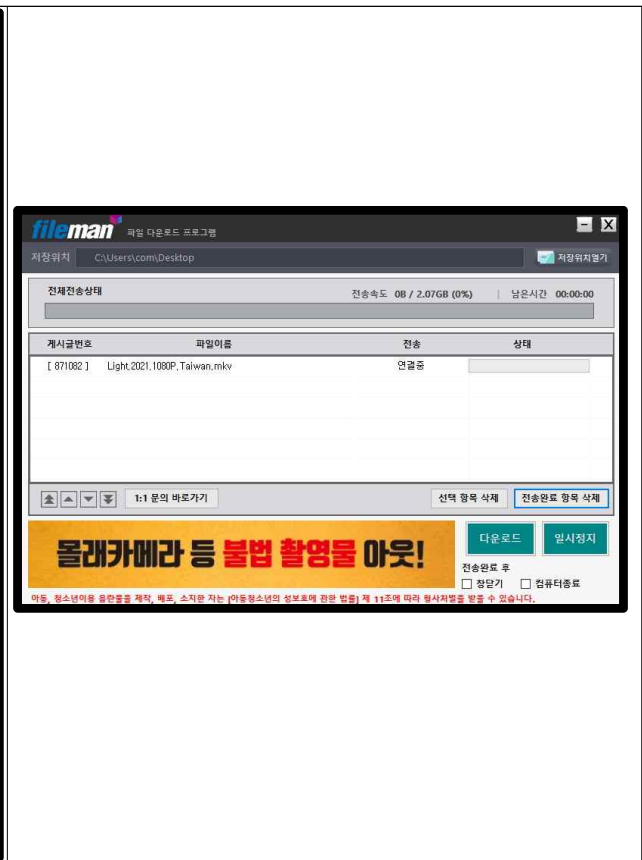 fileman 파일 다운로드 프로그램
저장위치 C:\Users\com\Desktop 저장위치열기
전체전송상태 전송속도 0B / 2.07GB (0%) | 남은시간 00:00:00
게시글번호 파일이름 전송 상태
[ 871082 ] Light.2021.1080P.Taiwan.mkv 연결중
1:1 문의 바로가기 선택 항목 삭제 전송완료 항목 삭제
몰래카메라 등 불법 촬영물 아웃!
다운로드 일시정지
전송완료 후
창닫기 컴퓨터종료
아동, 청소년이용 음란물을 제작, 배포, 소지한 자는 [아동청소년의 성보호에 관한 법률] 제 11조에 따라 형사처벌을 받을 수 있습니다.